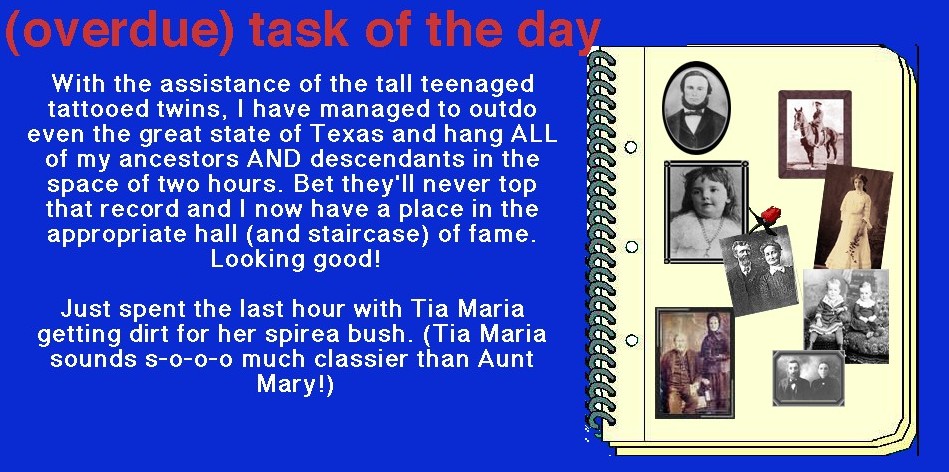 (overdue) task of the day
With the assistance of the tall teenaged
tattooed twins, I have managed to outdo
even the great state of Texas and hang ALL
of my ancestors AND descendants in the
space of two hours. Bet they'll never top
that record and I now have a place in the
appropriate hall (and staircase) of fame.
Looking good!
Just spent the last hour with Tia Maria
getting dirt for her spirea bush. (Tia Maria
sounds s-o-o-o much classier than Aunt
Mary!)